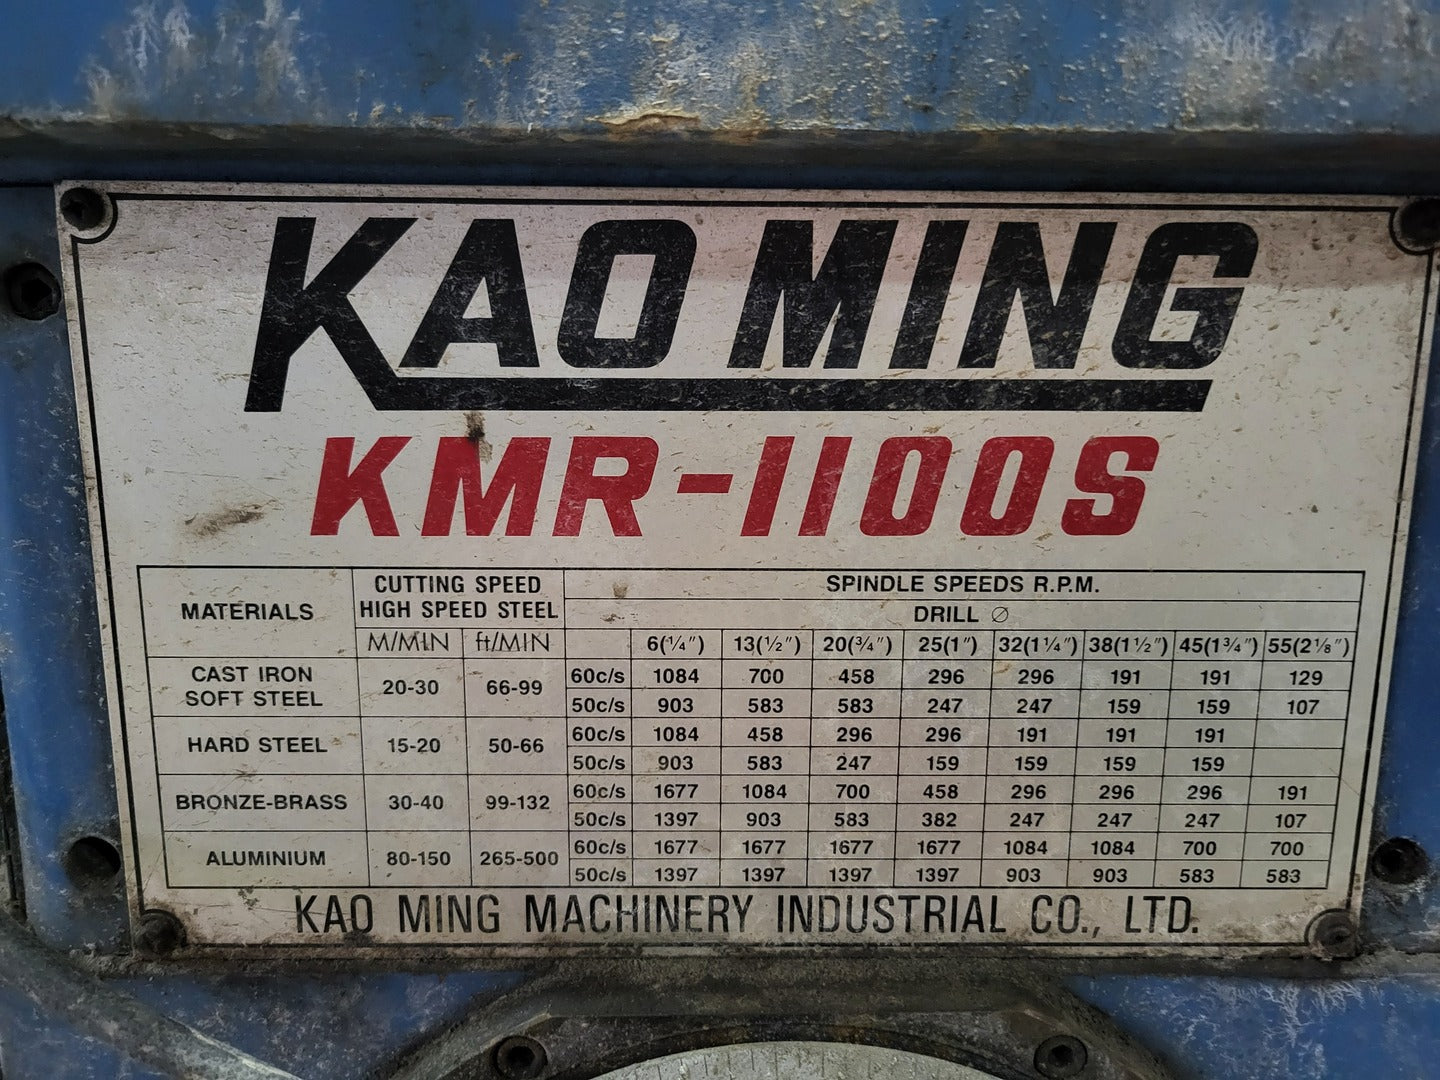 KAO MING
KMR-1100S
MATERIALS CUTTING SPEED HIGH SPEED STEEL SPINDLE SPEEDS R.P.M.
DRILL ∅
M/MIN ft/MIN 6(¼″) 13(½″) 20(¾″) 25(1″) 32(1¼″) 38(1½″) 45(1¾″) 55(2⅛″)
CAST IRON SOFT STEEL 20-30 66-99 60c/s 1084 700 458 296 296 191 191 129
50c/s 903 583 583 247 247 159 159 107
HARD STEEL 15-20 50-66 60c/s 1084 458 296 296 191 191 191
50c/s 903 583 247 159 159 159 159
BRONZE-BRASS 30-40 99-132 60c/s 1677 1084 700 458 296 296 296 191
50c/s 1397 903 583 382 247 247 247 107
ALUMINIUM 80-150 265-500 60c/s 1677 1677 1677 1677 1084 1084 700 700
50c/s 1397 1397 1397 1397 903 903 583 583
KAO MING MACHINERY INDUSTRIAL CO., LTD.